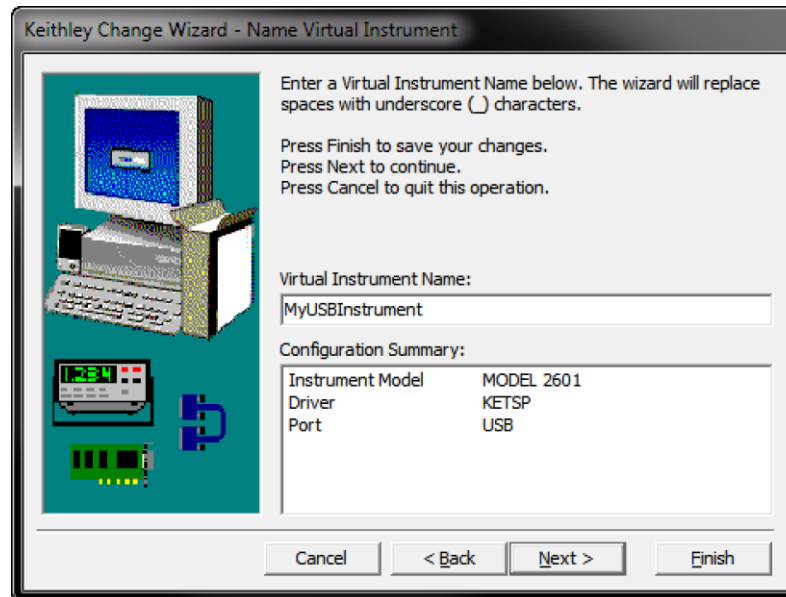 Keithley Change Wizard - Name Virtual Instrument
Enter a Virtual Instrument Name below. The wizard will replace
spaces with underscore (_) characters.
Press Finish to save your changes.
Press Next to continue.
Press Cancel to quit this operation.
Virtual Instrument Name:
MyUSBInstrument
Configuration Summary:
Instrument Model MODEL 2601
Driver KETSP
Port USB
1.284
Cancel < Back Next > Finish